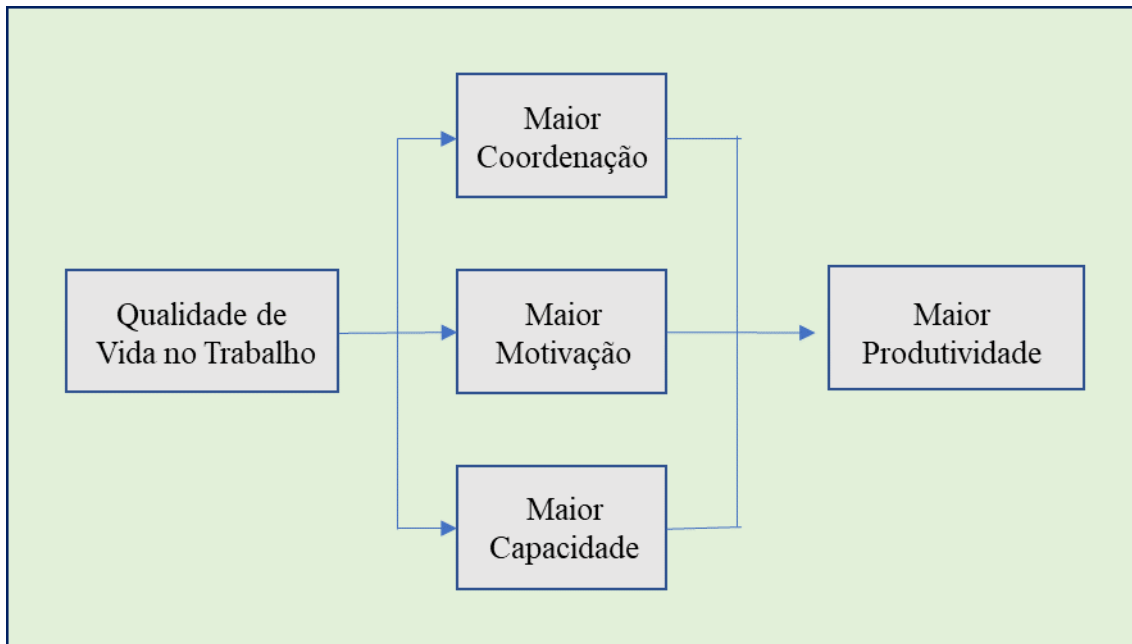 Maior
Coordenação
Qualidade de
Vida no Trabalho
Maior
Motivação
Maior
Produtividade
Maior
Capacidade